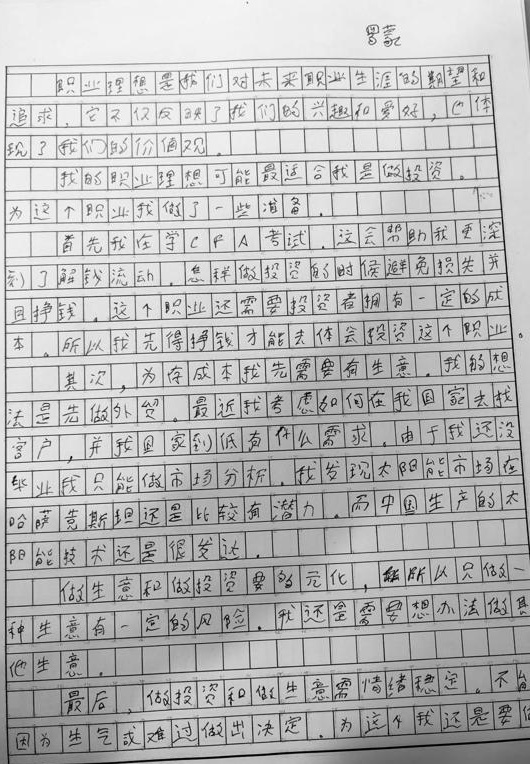 蒙
职业理想是我们对未来职业生涯的期望和
追求，它不仅反映了我们的兴趣和爱好，也体
现了我们的价值观。
我的职业理想可能最适合我是做投资。
为这个职业我做了一些准备。
首先我在学CFA考试。这会帮助我更深
刻了解钱流动。怎样做投资的时候避免损失并
且挣钱。这个职业还需要投资者拥有一定的成
本。所以我先得挣钱才能去体会投资这个职业。
其次，为存成本我先需要有生意。我的想
法是先做外贸。最近我考虑如何在我国家去找
客户，并我国家到低有什么需求。由于我还没
毕业我只能做市场分析。我发现太阳能市场在
哈萨克斯坦还是比较有潜力。而中国生产的太
阳能技术还是很发达。
做生意和做投资要多元化，所以只做一
种生意有一定的风险。我还是需要想办法做其
他生意。
最后，做投资和做生意需情绪稳定。不能
因为生气或难过做出决定。为这个我还是要